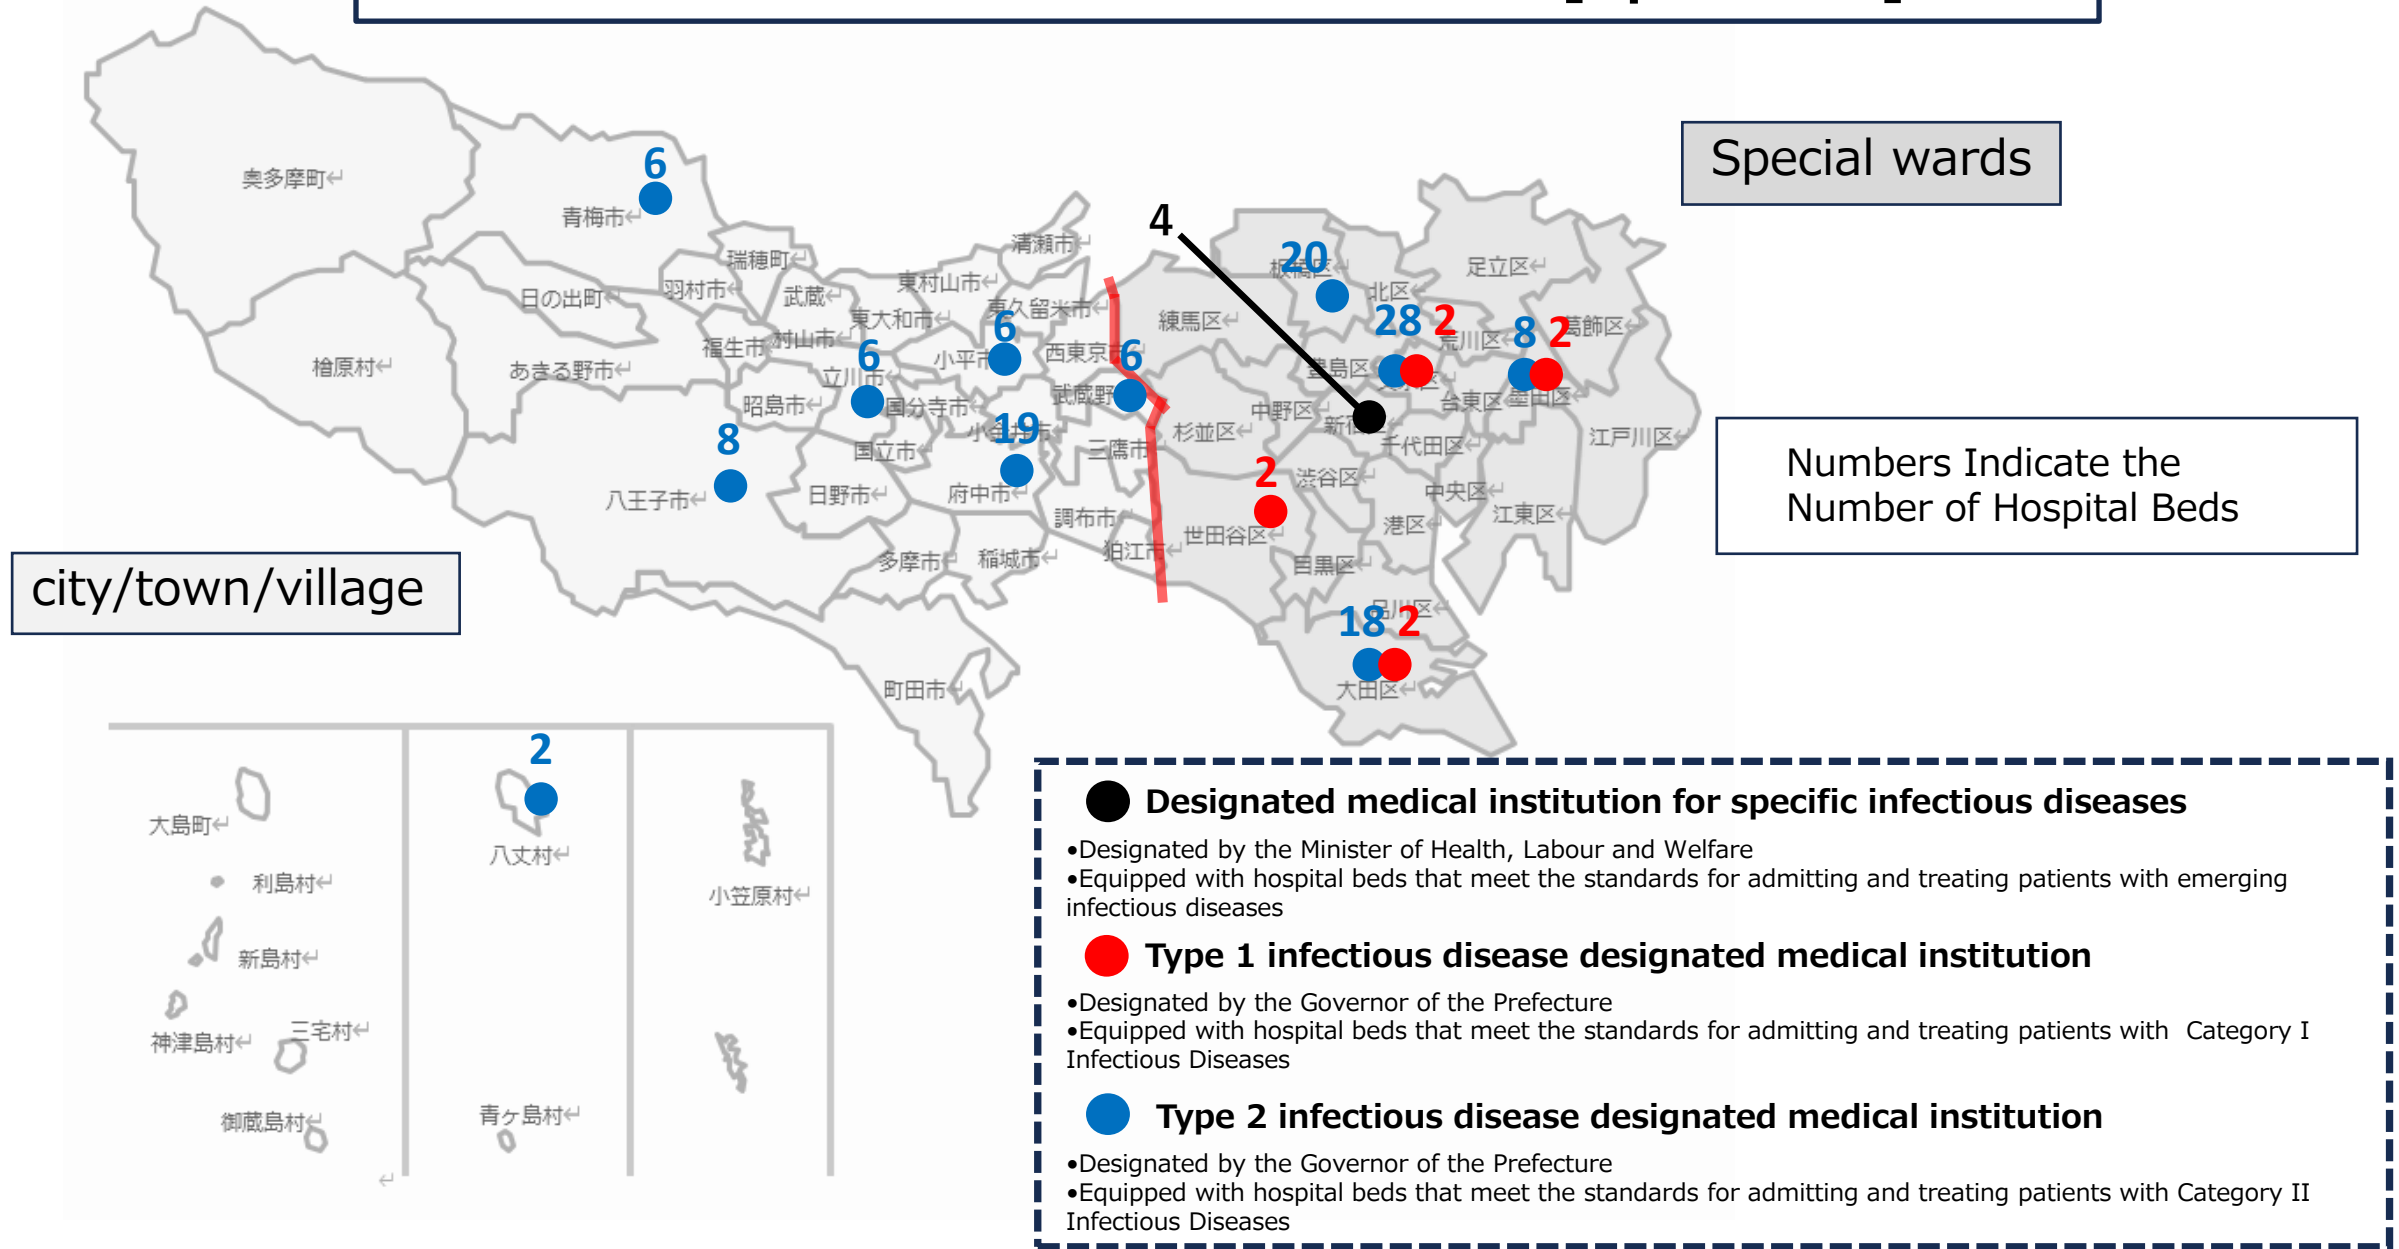 Special wards
奥多摩町↵
6
青梅市↵
4
清瀬市↵
瑞穂町↵
20
足立区↵
羽村市↵
武蔵↵
東村山市↵
北区↵
日の出町↵
東久留米市↵
東大和市↵
練馬区↵
28 2
8 2
葛飾区↵
村山市↵
福生市↵
6
6
6
荒川区↵
檜原村↵
あきる野市↵
立川市↵
小平市
西東京市↵
豊島区
昭島市↵
国分寺市↵
武蔵野
中野区↵
台東区
墨田区↵
8
19
国立市↵
三鷹市
杉並区↵
千代田区↵
江戸川区↵
Numbers Indicate the
Number of Hospital Beds
2
渋谷区↵
八王子市↵
日野市↵
府中市↵
中央区↵
調布市↵
世田谷区↵
港区↵
江東区↵
city/town/village
多摩市↵
稲城市↵
狛江市↵
目黒区↵
品川区↵
18 2
大田区↵
町田市↵
2
大島町↵
八丈村↵
利島村↵
小笠原村↵
新島村↵
神津島村↵
三宅村↵
御蔵島村↵
青ヶ島村↵
↵
Designated medical institution for specific infectious diseases
•Designated by the Minister of Health, Labour and Welfare
•Equipped with hospital beds that meet the standards for admitting and treating patients with emerging
infectious diseases
Type 1 infectious disease designated medical institution
•Designated by the Governor of the Prefecture
•Equipped with hospital beds that meet the standards for admitting and treating patients with Category I
Infectious Diseases
Type 2 infectious disease designated medical institution
•Designated by the Governor of the Prefecture
•Equipped with hospital beds that meet the standards for admitting and treating patients with Category II
Infectious Diseases